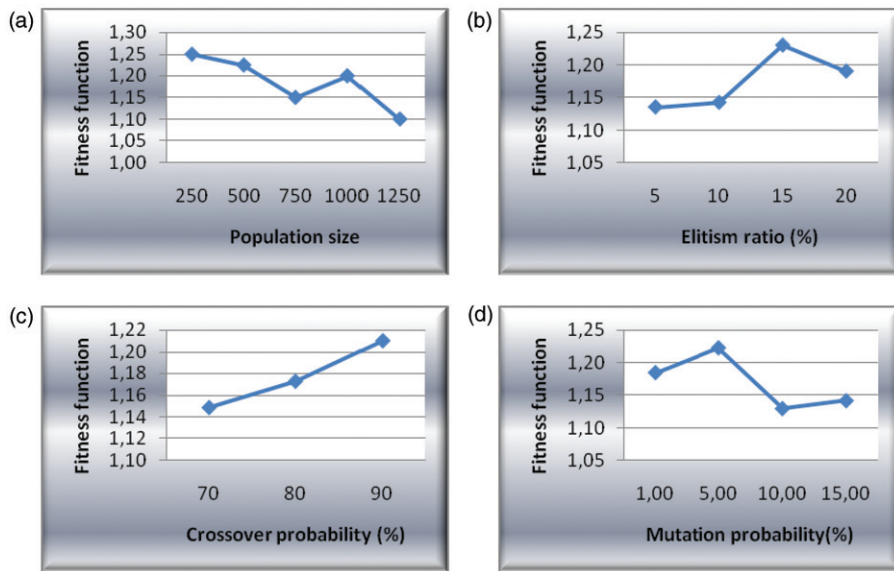 (a)
Fitness function
1,30
1,25
1,20
1,15
1,10
1,05
1,00
250 500 750 1000 1250
Population size
(b)
Fitness function
1,25
1,20
1,15
1,10
1,05
5 10 15 20
Elitism ratio (%)
(c)
Fitness function
1,22
1,20
1,18
1,16
1,14
1,12
1,10
70 80 90
Crossover probability (%)
(d)
Fitness function
1,25
1,20
1,15
1,10
1,05
1,00 5,00 10,00 15,00
Mutation probability(%)